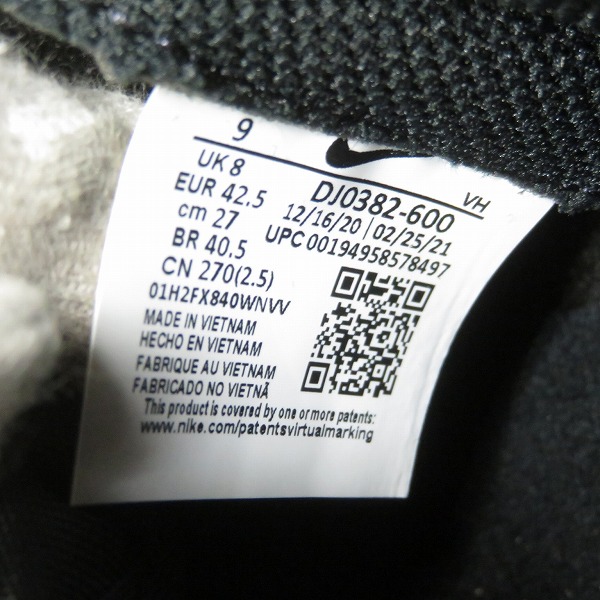 9
UK 8
EUR 42.5
cm 27
BR 40.5
CN 270(2.5)
01H2FX840WNVV
MADE IN VIETNAM
HECHO EN VIETNAM
FABRIQUE AU VIETNAM
FABRICADO NO VIETNÃ
VH
DJ0382-600
12/16/20 | 02/25/21
UPC 00194958578497
This product is covered by one or more patents:
www.nike.com/patentsvirtualmarking